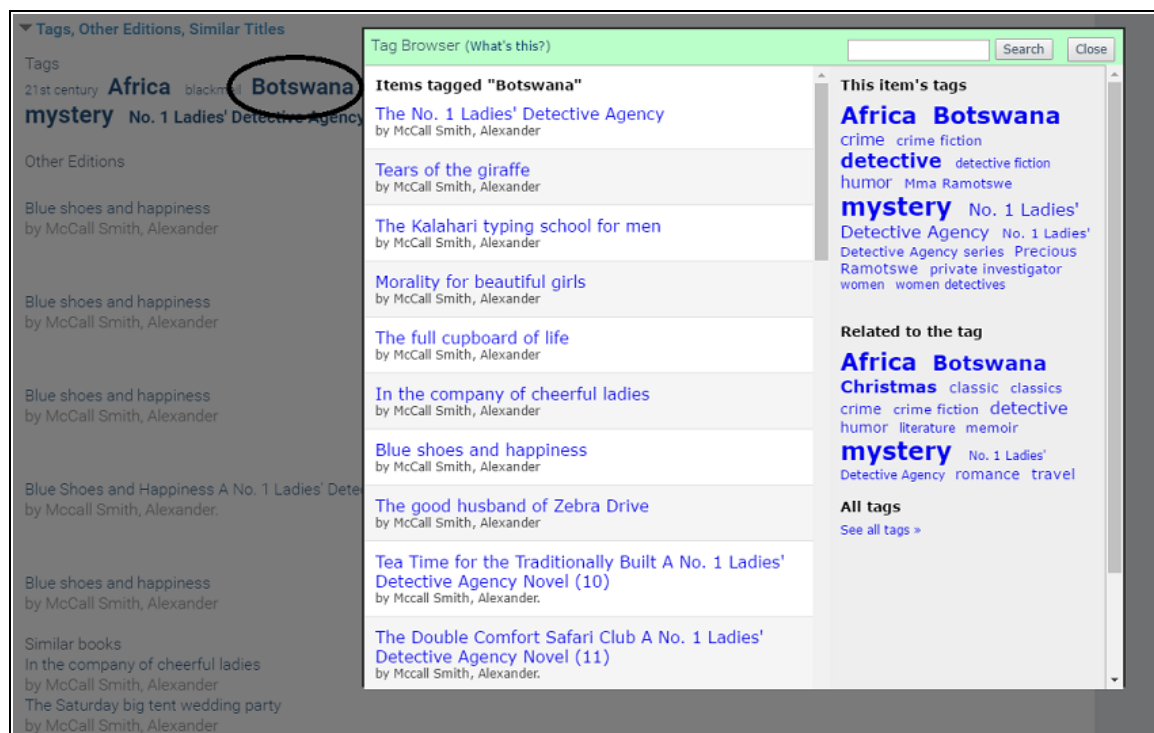 Tags, Other Editions, Similar Titles
Tags
21st century Africa blackmail Botswana
mystery No. 1 Ladies' Detective Agency
Other Editions
Blue shoes and happiness
by McCall Smith, Alexander
Blue shoes and happiness
by McCall Smith, Alexander
Blue shoes and happiness
by McCall Smith, Alexander
Blue Shoes and Happiness A No. 1 Ladies'
by Mccall Smith, Alexander.
Blue shoes and happiness
by McCall Smith, Alexander
Similar books
In the company of cheerful ladies
by McCall Smith, Alexander
The Saturday big tent wedding party
by McCall Smith, Alexander
Tag Browser (What's this?)
Search
Close
Items tagged "Botswana"
The No. 1 Ladies' Detective Agency
by McCall Smith, Alexander
Tears of the giraffe
by McCall Smith, Alexander
The Kalahari typing school for men
by McCall Smith, Alexander
Morality for beautiful girls
by McCall Smith, Alexander
The full cupboard of life
by McCall Smith, Alexander
In the company of cheerful ladies
by McCall Smith, Alexander
Blue shoes and happiness
by McCall Smith, Alexander
The good husband of Zebra Drive
by McCall Smith, Alexander
Tea Time for the Traditionally Built A No. 1 Ladies'
Detective Agency Novel (10)
by Mccall Smith, Alexander.
The Double Comfort Safari Club A No. 1 Ladies'
Detective Agency Novel (11)
by Mccall Smith, Alexander.
This item's tags
Africa Botswana
crime crime fiction
detective detective fiction
humor Mma Ramotswe
mystery No. 1 Ladies'
Detective Agency No. 1 Ladies'
Detective Agency series Precious
Ramotswe private investigator
women women detectives
Related to the tag
Africa Botswana
Christmas classic classics
crime crime fiction detective
humor literature memoir
mystery No. 1 Ladies'
Detective Agency romance travel
All tags
See all tags »